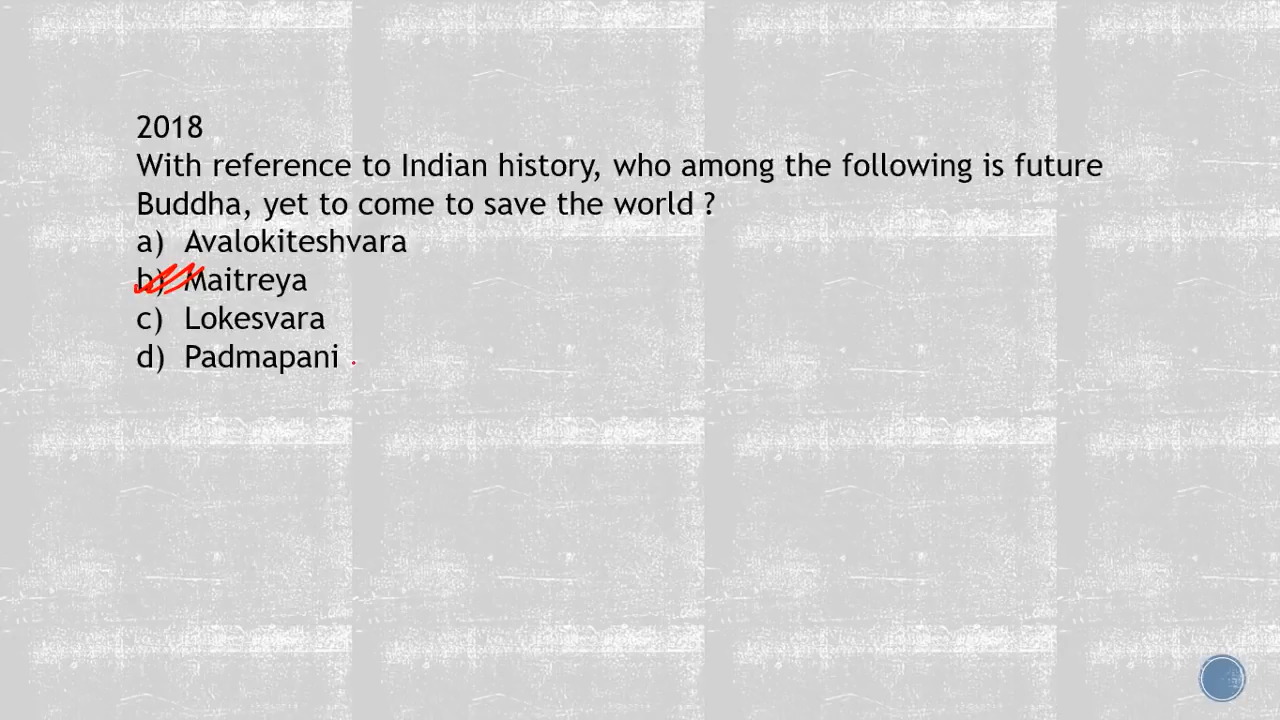 2018
With reference to Indian history, who among the following is future
Buddha, yet to come to save the world ?
a) Avalokiteshvara
b) Maitreya
c) Lokesvara
d) Padmapani